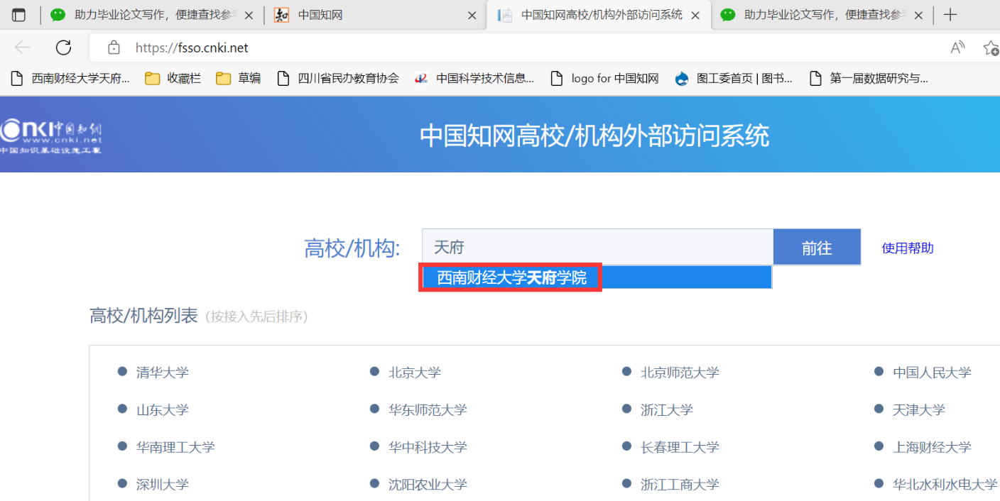 助力毕业论文写作，便捷查找参考
中国知网
中国知网高校/机构外部访问系统
助力毕业论文写作，便捷查找参考
https://fsso.cnki.net
西南财经大学天府...
收藏栏
草编
四川省民办教育协会
中国科学技术信息...
logo for 中国知网
图工委首页 | 图书...
第一届数据研究与...
cnki中国知网
www.cnki.net
中国知识基础设施工程
中国知网高校/机构外部访问系统
高校/机构:
天府
前往
使用帮助
西南财经大学天府学院
高校/机构列表 (按接入先后排序)
清华大学
北京大学
北京师范大学
中国人民大学
山东大学
华东师范大学
浙江大学
天津大学
华南理工大学
华中科技大学
长春理工大学
上海财经大学
深圳大学
沈阳农业大学
浙江工商大学
华北水利水电大学